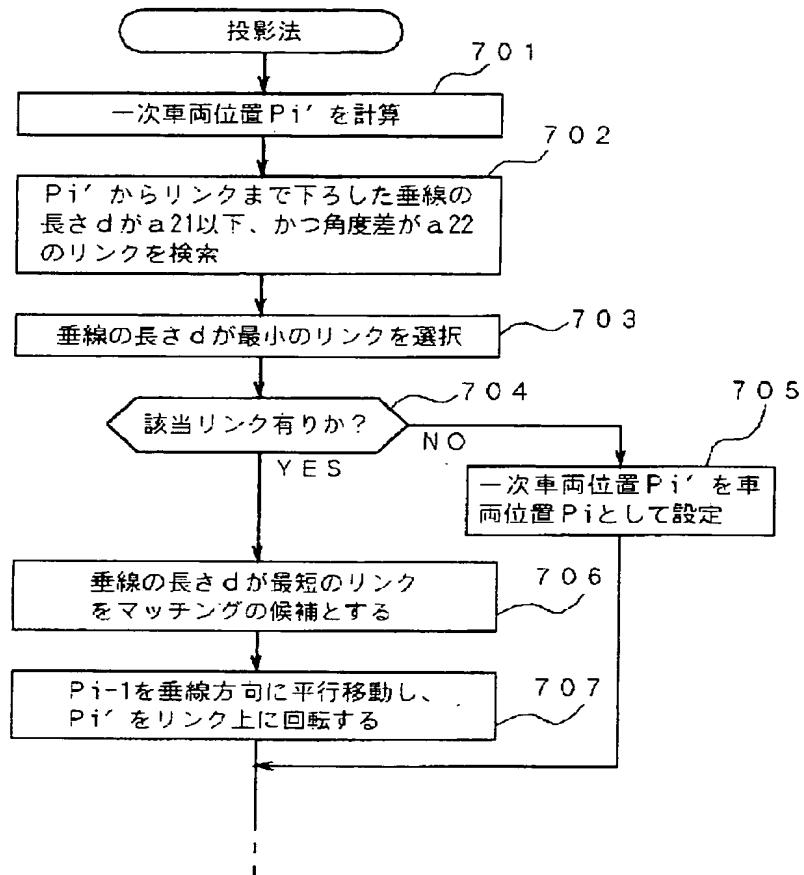 投影法
701
一次車両位置Pi′を計算
702
Pi′からリンクまで下ろした垂線の
長さdがa21以下、かつ角度差がa22
のリンクを検索
垂線の長さdが最小のリンクを選択
703
該当リンク有りか？
704
NO
YES
705
一次車両位置Pi′を車
両位置Piとして設定
垂線の長さdが最短のリンク
をマッチングの候補とする
706
Pi-1を垂線方向に平行移動し、
Pi′をリンク上に回転する
707